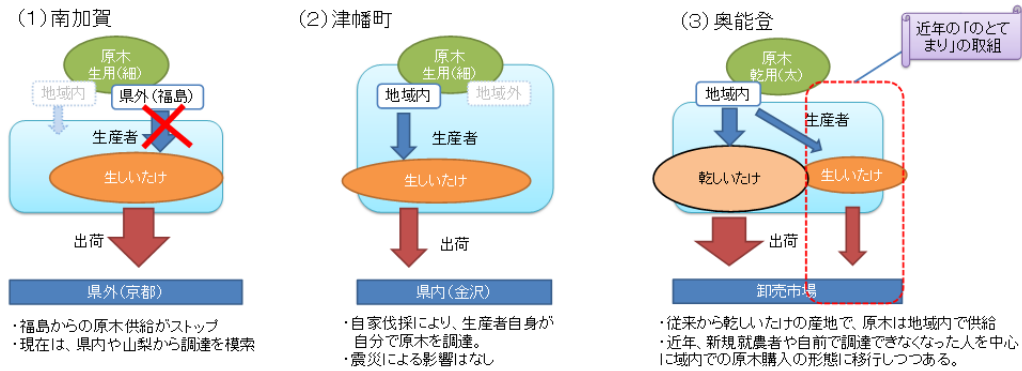 (1)南加賀
原木
生用(細)
地域内
県外(福島)
生産者
生しいたけ
出荷
県外(京都)
・福島からの原木供給がストップ
・現在は、県内や山梨から調達を模索
(2)津幡町
原木
生用(細)
地域内
地域外
生産者
生しいたけ
出荷
県内(金沢)
・自家伐採により、生産者自身が
自分で原木を調達。
・震災による影響はなし
(3)奥能登
近年の「のとて
まり」の取組
原木
乾用(太)
地域内
生産者
乾しいたけ
生しいたけ
出荷
卸売市場
・従来から乾しいたけの産地で、原木は地域内で供給
・近年、新規就農者や自前で調達できなくなった人を中心
に域内での原木購入の形態に移行しつつある。